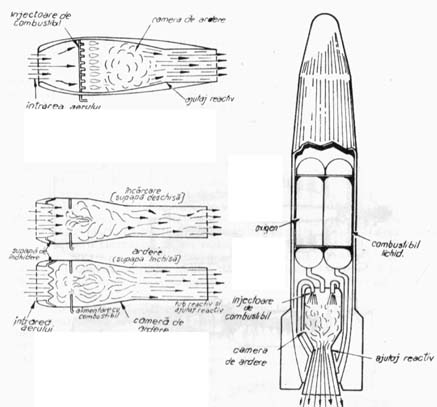 injectoare de
combustibil
camera de ardere
intrarea
aerului
ajutaj reactiv
încărcare
(supapă deschisă)
supapă de
închidere
ardere
(supapă închisă)
intrarea
aerului
alimentare cu
combustibil
cameră de
ardere
tub reactiv și
ajutaj reactiv
oxigen
combustibil
lichid.
injectoare
de
combustibil
camera
de ardere
ajutaj reactiv